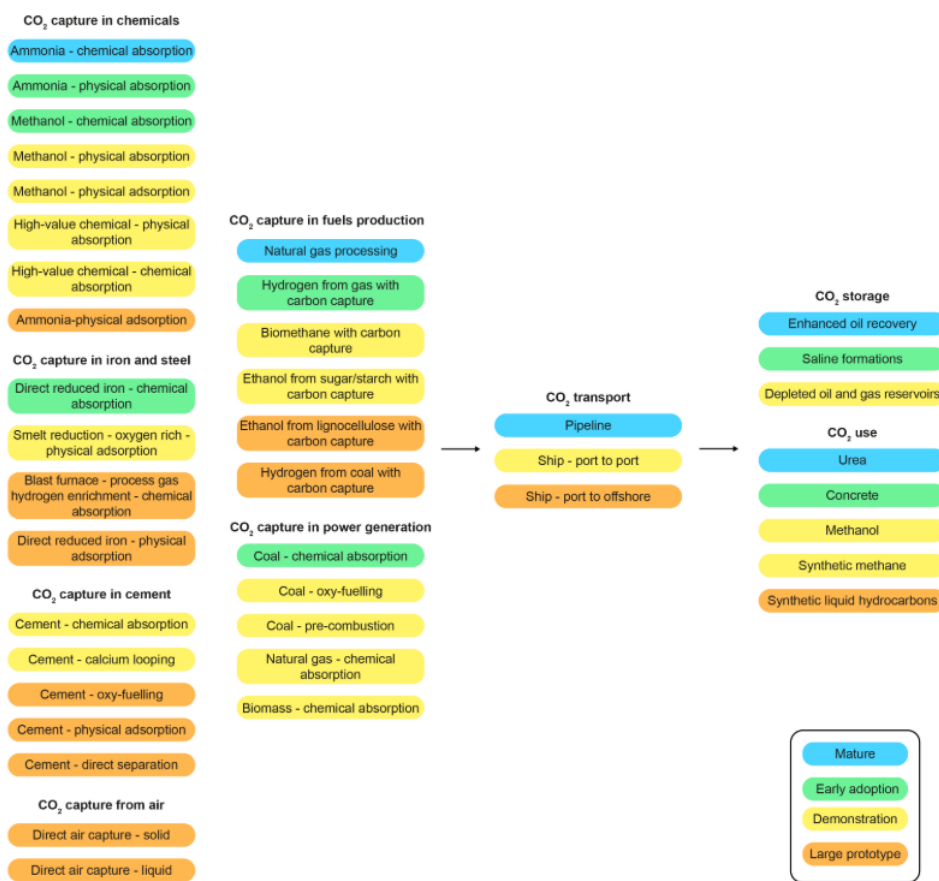 CO₂ capture in chemicals
Ammonia - chemical absorption
Ammonia - physical absorption
Methanol - chemical absorption
Methanol - physical absorption
Methanol - physical adsorption
High-value chemical - physical
absorption
High-value chemical - chemical
absorption
Ammonia-physical adsorption
CO₂ capture in iron and steel
Direct reduced iron - chemical
absorption
Smelt reduction - oxygen rich -
physical adsorption
Blast furnace - process gas
hydrogen enrichment - chemical
absorption
Direct reduced iron - physical
adsorption
CO₂ capture in cement
Cement - chemical absorption
Cement - calcium looping
Cement - oxy-fuelling
Cement - physical adsorption
Cement - direct separation
CO₂ capture from air
Direct air capture - solid
Direct air capture - liquid
CO₂ capture in fuels production
Natural gas processing
Hydrogen from gas with
carbon capture
Biomethane with carbon
capture
Ethanol from sugar/starch with
carbon capture
Ethanol from lignocellulose with
carbon capture
Hydrogen from coal with
carbon capture
CO₂ capture in power generation
Coal - chemical absorption
Coal - oxy-fuelling
Coal - pre-combustion
Natural gas - chemical
absorption
Biomass - chemical absorption
CO₂ transport
Pipeline
Ship - port to port
Ship - port to offshore
CO₂ storage
Enhanced oil recovery
Saline formations
Depleted oil and gas reservoirs
CO₂ use
Urea
Concrete
Methanol
Synthetic methane
Synthetic liquid hydrocarbons
Mature
Early adoption
Demonstration
Large prototype